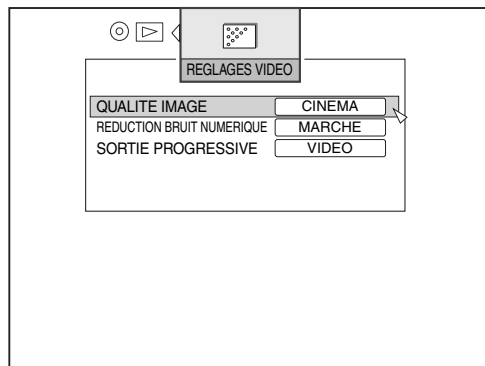 REGLAGES VIDEO
QUALITE IMAGE CINEMA
REDUCTION BRUIT NUMERIQUE MARCHE
SORTIE PROGRESSIVE VIDEO